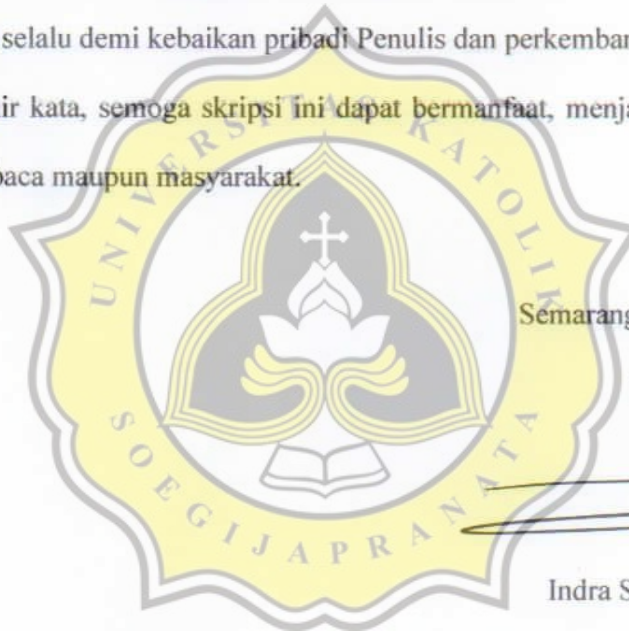 selalu demi kebaikan pribadi Penulis dan perkemban
ir kata, semoga skripsi ini dapat bermanfaat, menja
baca maupun masyarakat.
UNIVERSITAS KATOLIK
Semarang
SOEGIJAPRANATA
Indra S